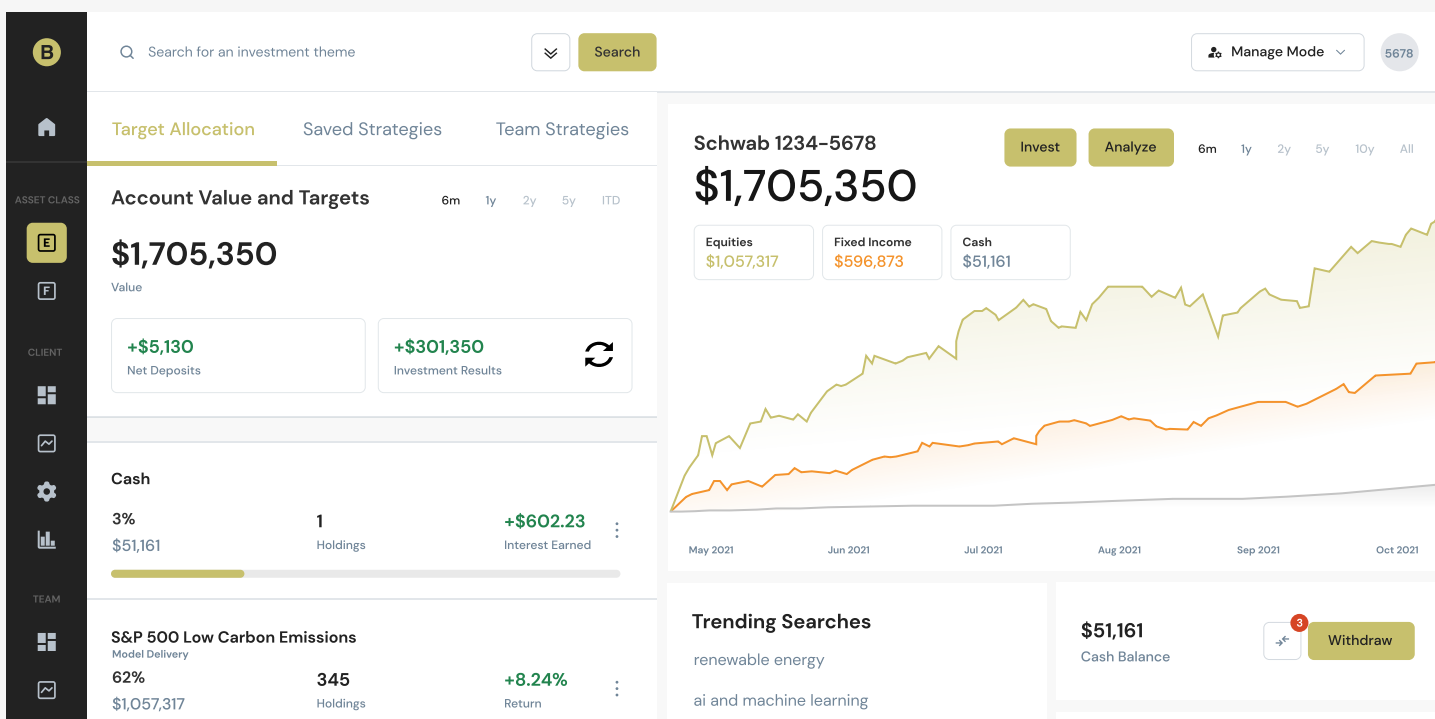 B
Search for an investment theme
Search
Manage Mode
5678
ASSET CLASS
E
F
CLIENT
TEAM
Target Allocation
Saved Strategies
Team Strategies
Account Value and Targets
6m 1y 2y 5y ITD
$1,705,350
Value
+$5,130
Net Deposits
+$301,350
Investment Results
Cash
3% 1 +$602.23
$51,161 Holdings Interest Earned
S&P 500 Low Carbon Emissions
Model Delivery
62% 345 +8.24%
$1,057,317 Holdings Return
Schwab 1234-5678
$1,705,350
Invest
Analyze
6m 1y 2y 5y 10y All
Equities
$1,057,317
Fixed Income
$596,873
Cash
$51,161
May 2021 Jun 2021 Jul 2021 Aug 2021 Sep 2021 Oct 2021
Trending Searches
renewable energy
ai and machine learning
$51,161
Cash Balance
3
Withdraw